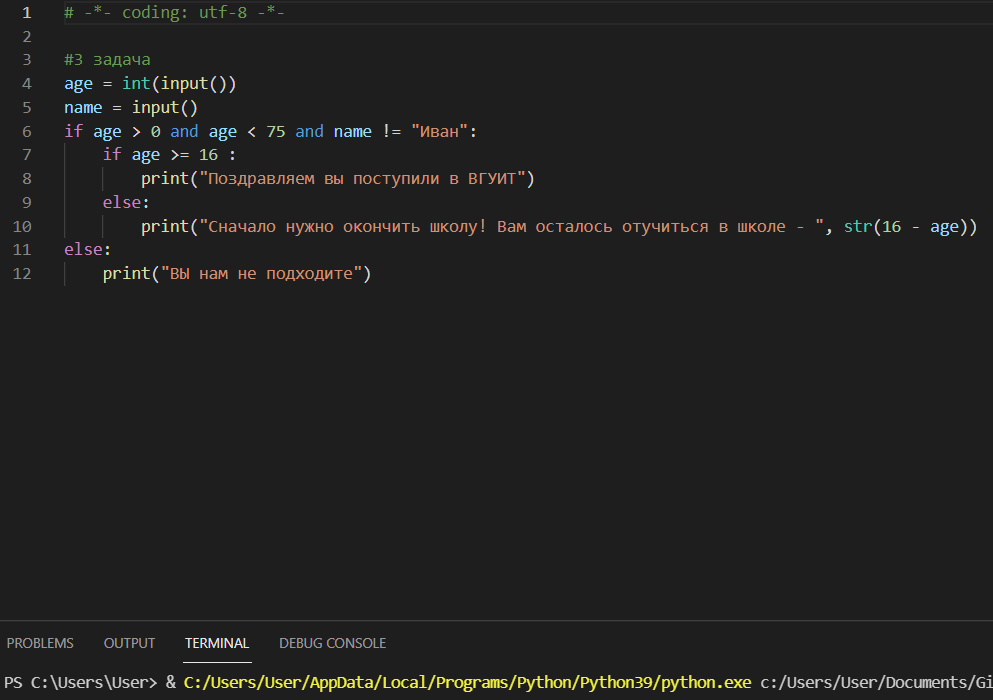 1 # -*- coding: utf-8 -*-
2
3 #3 задача
4 age = int(input())
5 name = input()
6 if age > 0 and age < 75 and name != "Иван":
7     if age >= 16 :
8         print("Поздравляем вы поступили в ВГУИТ")
9     else:
10         print("Сначало нужно окончить школу! Вам осталось отучиться в школе - ", str(16 - age))
11 else:
12     print("ВЫ нам не подходите")
PROBLEMS OUTPUT TERMINAL DEBUG CONSOLE
PS C:\Users\User> & C:/Users/User/AppData/Local/Programs/Python/Python39/python.exe c:/Users/User/Documents/Gi